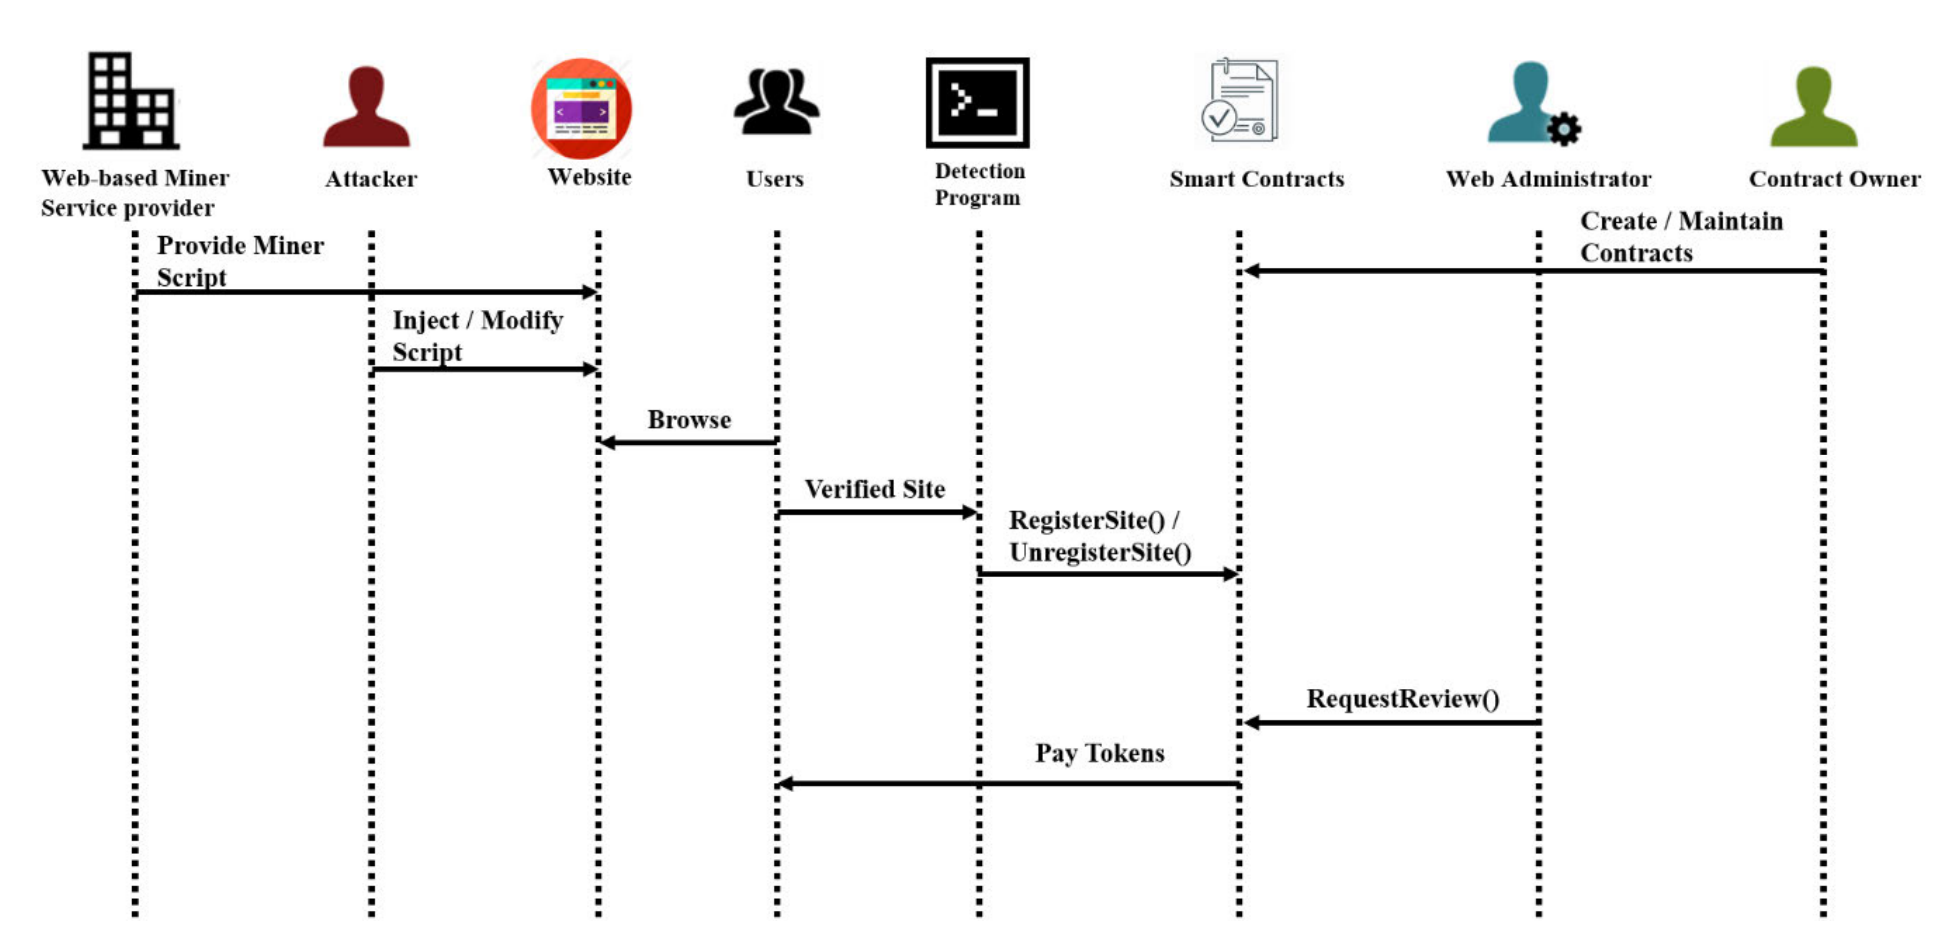 Web-based Miner
Service provider
Attacker
Website
Users
Detection
Program
Smart Contracts
Web Administrator
Contract Owner
Create / Maintain
Contracts
Provide Miner
Script
Inject / Modify
Script
Browse
Verified Site
RegisterSite() /
UnregisterSite()
RequestReview()
Pay Tokens